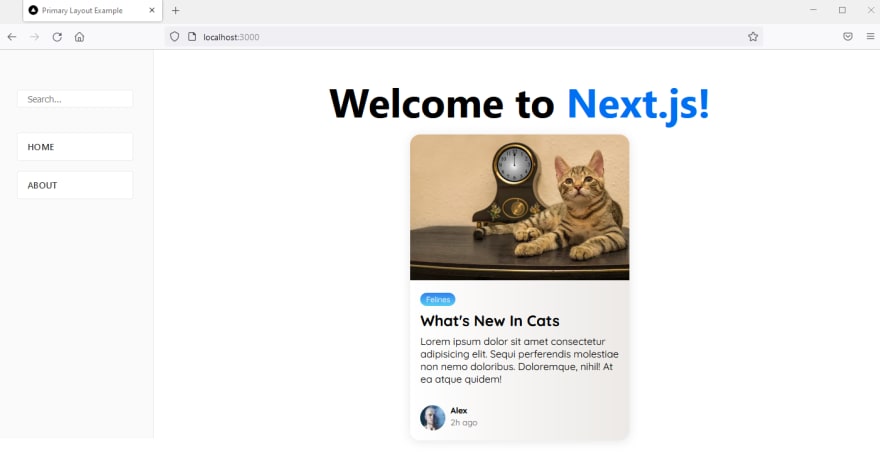 Primary Layout Example
localhost:3000
Search...
HOME
ABOUT
Welcome to Next.js!
Felines
What's New In Cats
Lorem ipsum dolor sit amet consectetur
adipisicing elit. Sequi perferendis molestiae
non nemo doloribus. Doloremque, nihil! At
ea atque quidem!
Alex
2h ago